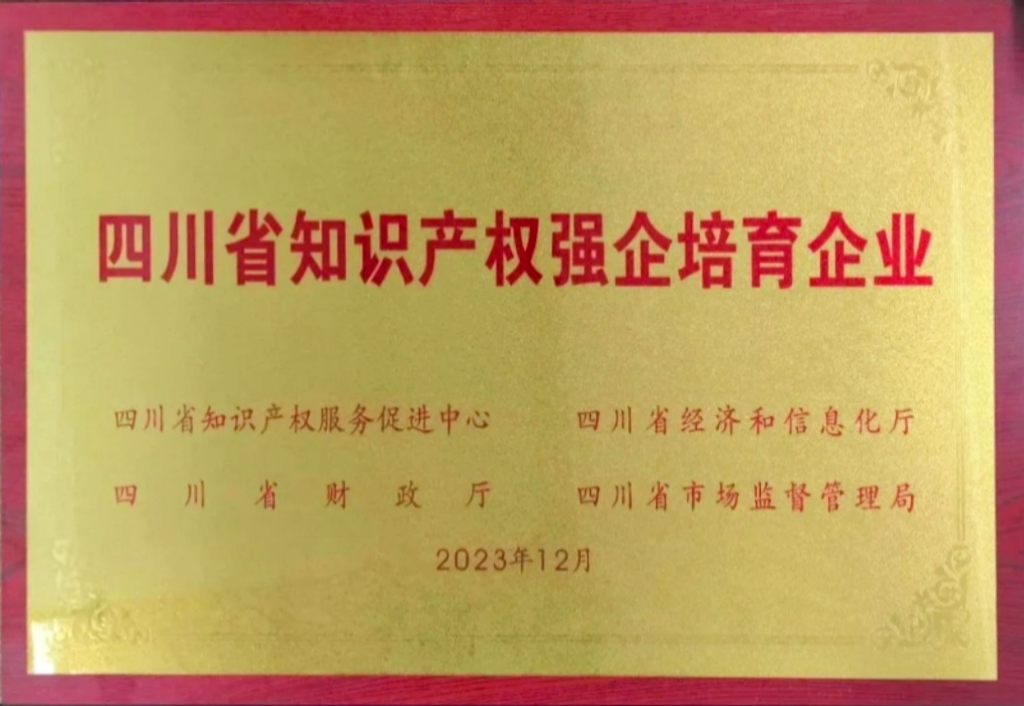 四川省知识产权强企培育企业
四川省知识产权服务促进中心 四川省经济和信息化厅
四川省财政厅 四川省市场监督管理局
2023年12月